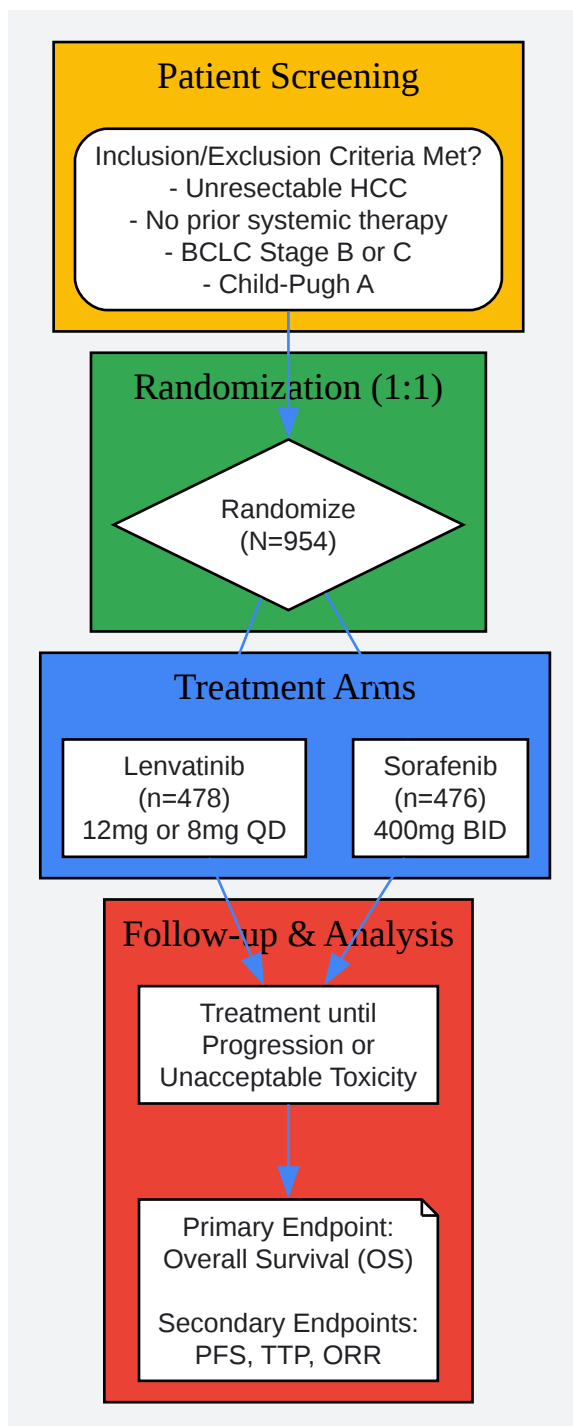 Patient Screening
Inclusion/Exclusion Criteria Met?
- Unresectable HCC
- No prior systemic therapy
- BCLC Stage B or C
- Child-Pugh A
Randomization (1:1)
Randomize
(N=954)
Treatment Arms
Lenvatinib
(n=478)
12mg or 8mg QD
Sorafenib
(n=476)
400mg BID
Follow-up & Analysis
Treatment until
Progression or
Unacceptable Toxicity
Primary Endpoint:
Overall Survival (OS)
Secondary Endpoints:
PFS, TTP, ORR